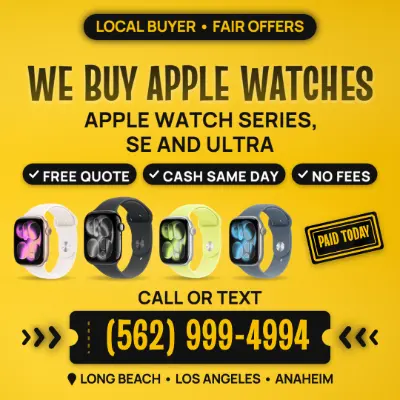 LOCAL BUYER • FAIR OFFERS
WE BUY APPLE WATCHES
APPLE WATCH SERIES,
SE AND ULTRA
✓ FREE QUOTE ✓ CASH SAME DAY ✓ NO FEES
PAID TODAY
CALL OR TEXT
(562) 999-4994
LONG BEACH • LOS ANGELES • ANAHEIM